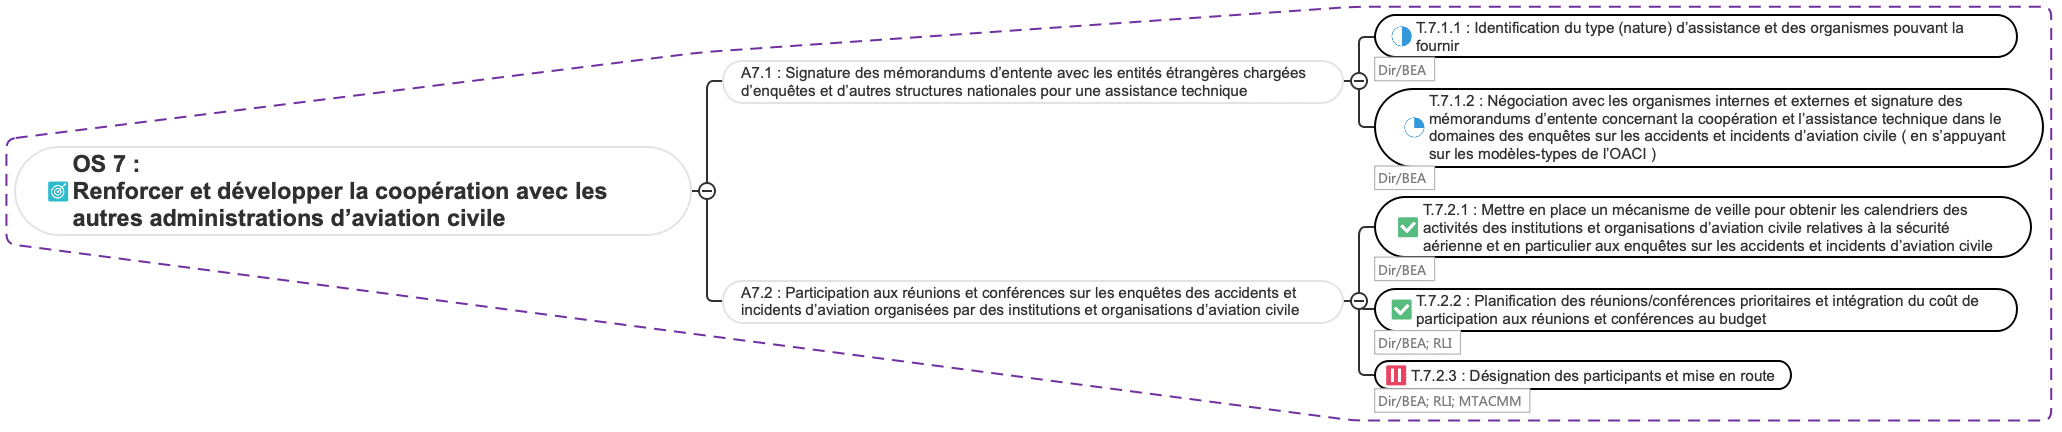 OS 7 :
Renforcer et développer la coopération avec les
autres administrations d’aviation civile
A7.1 : Signature des mémorandums d’entente avec les entités étrangères chargées
d’enquêtes et d’autres structures nationales pour une assistance technique
T.7.1.1 : Identification du type (nature) d’assistance et des organismes pouvant la
fournir
Dir/BEA
T.7.1.2 : Négociation avec les organismes internes et externes et signature des
mémorandums d’entente concernant la coopération et l’assistance technique dans le
domaines des enquêtes sur les accidents et incidents d’aviation civile ( en s’appuyant
sur les modèles-types de l’OACI )
Dir/BEA
A7.2 : Participation aux réunions et conférences sur les enquêtes des accidents et
incidents d’aviation organisées par des institutions et organisations d’aviation civile
T.7.2.1 : Mettre en place un mécanisme de veille pour obtenir les calendriers des
activités des institutions et organisations d’aviation civile relatives à la sécurité
aérienne et en particulier aux enquêtes sur les accidents et incidents d’aviation civile
Dir/BEA
T.7.2.2 : Planification des réunions/conférences prioritaires et intégration du coût de
participation aux réunions et conférences au budget
Dir/BEA; RLI
T.7.2.3 : Désignation des participants et mise en route
Dir/BEA; RLI; MTACMM